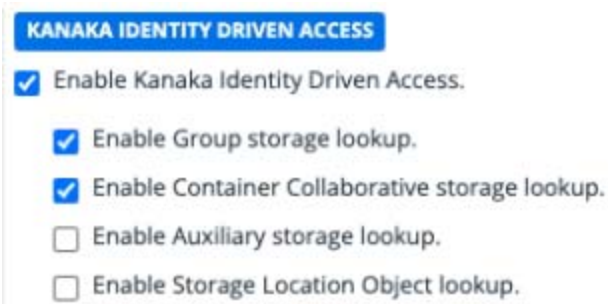 KANAKA IDENTITY DRIVEN ACCESS
Enable Kanaka Identity Driven Access.
Enable Group storage lookup.
Enable Container Collaborative storage lookup.
Enable Auxiliary storage lookup.
Enable Storage Location Object lookup.